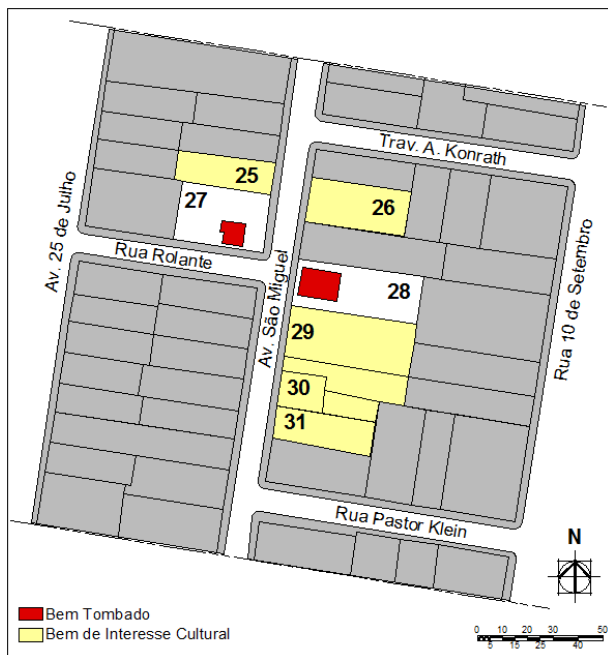 Trav. A. Konrath
25
27
26
Av. 25 de Julho
Rua Rolante
Av. São Miguel
28
Rua 10 de Setembro
29
30
31
Rua Pastor Klein
N
Bem Tombado
Bem de Interesse Cultural
0 10 20 30 50
5 20 40